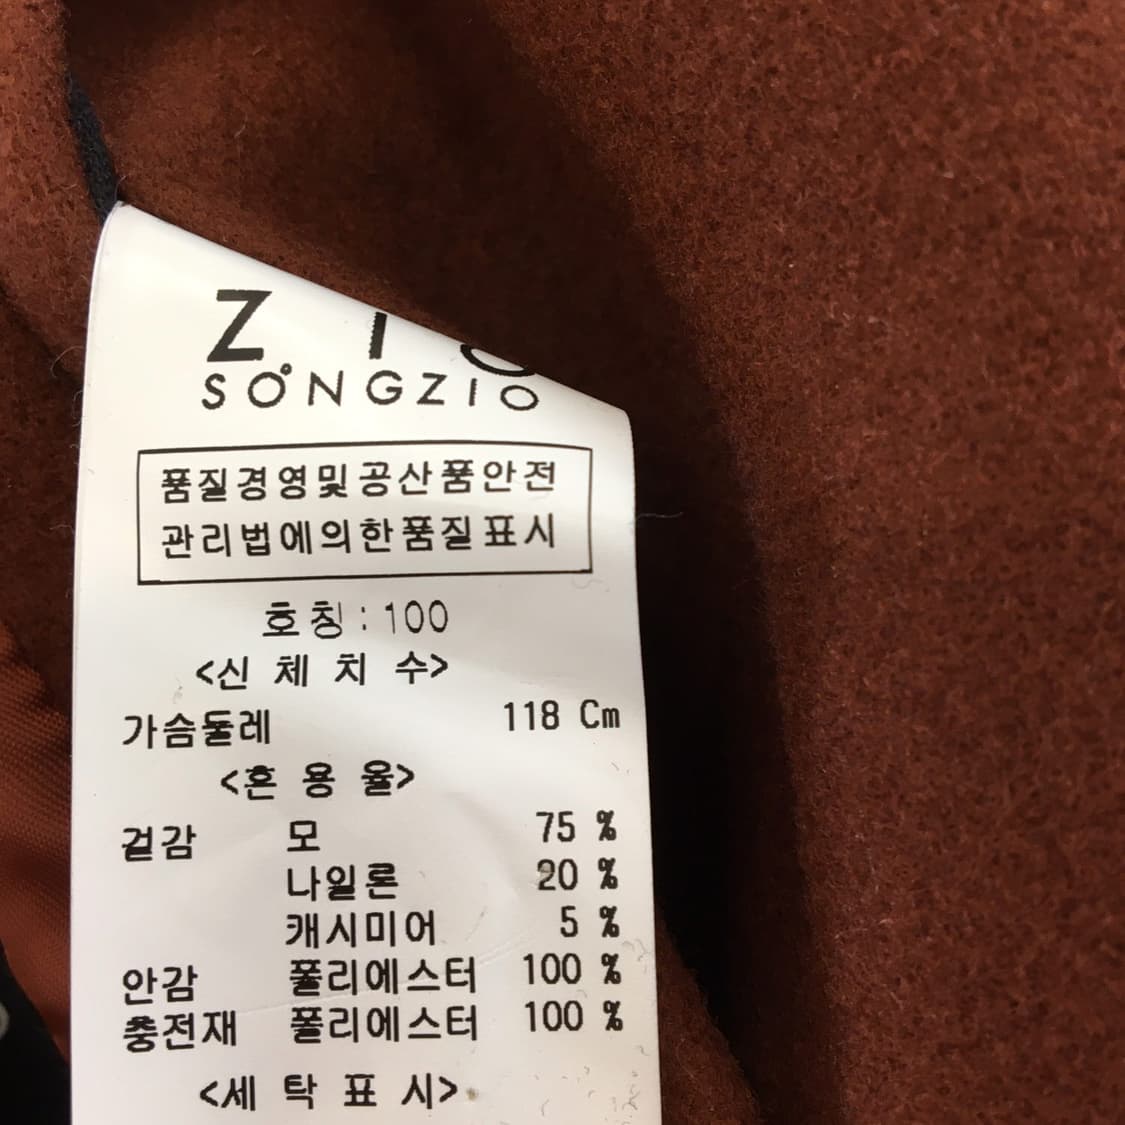 ZIO
SONGZIO
품질경영및공산품안전
관리법에의한품질표시
호칭:100
<신 체 치 수>
가슴둘레 118 Cm
<혼 용 율>
겉감 모 75 %
나일론 20 %
캐시미어 5 %
안감 폴리에스터 100 %
충전재 폴리에스터 100 %
<세 탁 표 시>